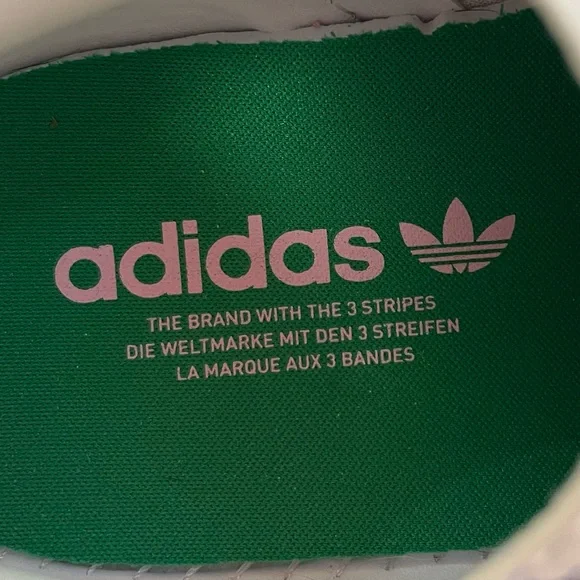 adidas
THE BRAND WITH THE 3 STRIPES
DIE WELTMARKE MIT DEN 3 STREIFEN
LA MARQUE AUX 3 BANDES